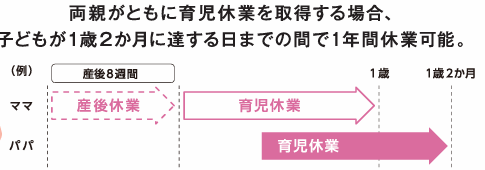 両親がともに育児休業を取得する場合、
子どもが1歳2か月に達する日までの間で1年間休業可能。
（例） 産後8週間 1歳 1歳2か月
ママ 産後休業 育児休業
パパ 育児休業